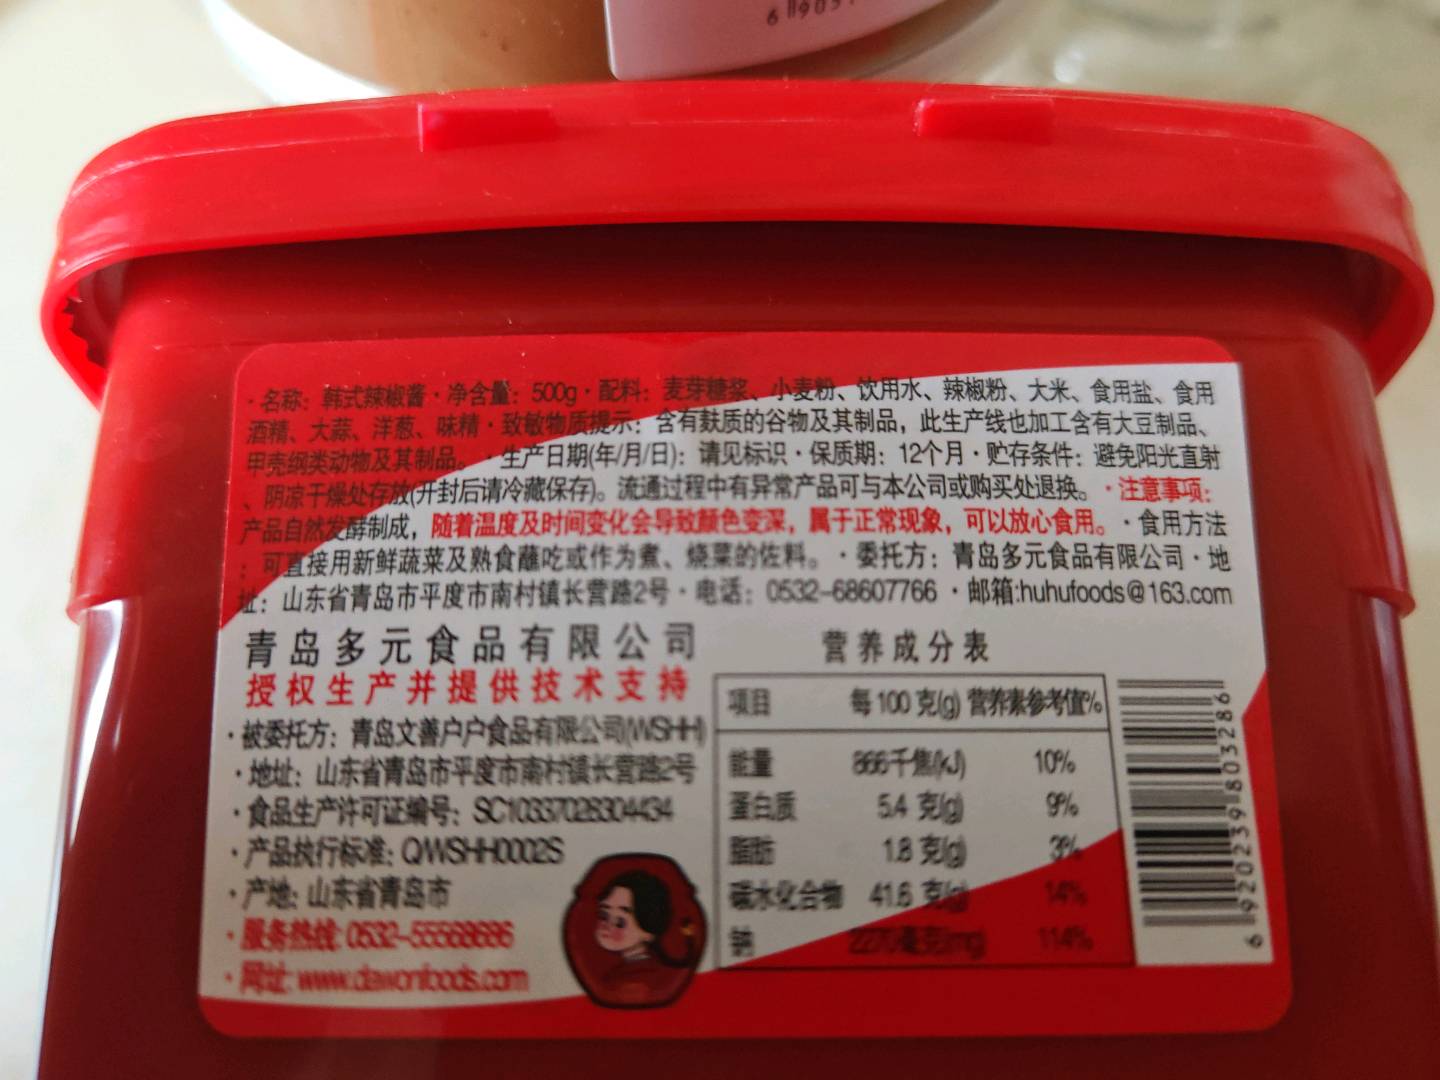 6 9031
·名称：韩式辣椒酱·净含量：500g·配料：麦芽糖浆、小麦粉、饮用水、辣椒粉、大米、食用盐、食用
酒精、大蒜、洋葱、味精·致敏物质提示：含有麸质的谷物及其制品，此生产线也加工含有大豆制品、
甲壳纲类动物及其制品。·生产日期(年/月/日)：请见标识·保质期：12个月·贮存条件：避免阳光直射
、阴凉干燥处存放(开封后请冷藏保存)。流通过程中有异常产品可与本公司或购买处退换。·注意事项：
产品自然发酵制成，随着温度及时间变化会导致颜色变深，属于正常现象，可以放心食用。·食用方法
：可直接用新鲜蔬菜及熟食蘸吃或作为煮、烧菜的佐料。·委托方：青岛多元食品有限公司·地
址：山东省青岛市平度市南村镇长营路2号·电话：0532-68607766·邮箱:huhufoods@163.com
青岛多元食品有限公司
授权生产并提供技术支持
·被委托方：青岛文善户户食品有限公司(WSHH)
·地址：山东省青岛市平度市南村镇长营路2号
·食品生产许可证编号：SC10337028304434
·产品执行标准：Q/WSHH0002S
·产地：山东省青岛市
·服务热线:0532-55568686
·网址:www.dawonfoods.com
营养成分表
项目 每100克(g) 营养素参考值%
能量 866千焦(kJ) 10%
蛋白质 5.4 克(g) 9%
脂肪 1.8 克(g) 3%
碳水化合物 41.6 克(g) 14%
钠 2270毫克(mg) 114%
6920239803286